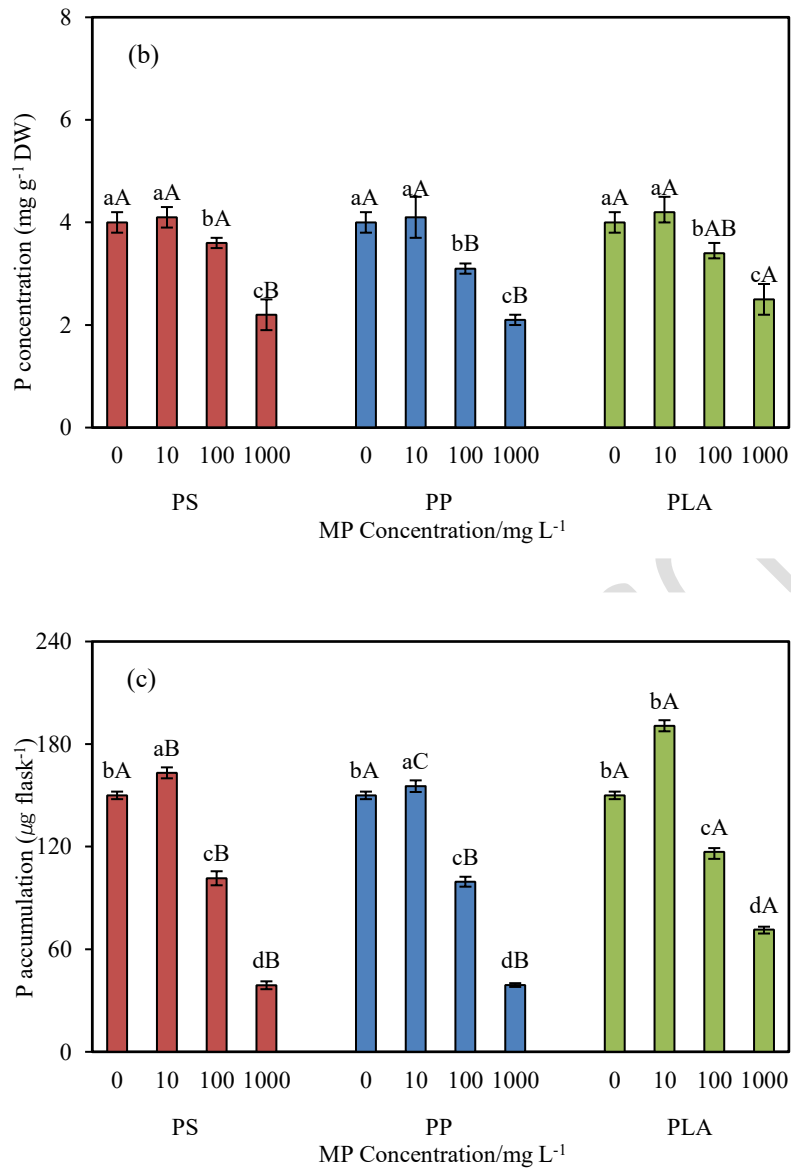 8
(b)
6
aA aA bA cB aA aA bB cB aA aA bAB cA
4
2
0
P concentration (mg g⁻¹ DW)
0 10 100 1000 0 10 100 1000 0 10 100 1000
PS PP PLA
MP Concentration/mg L⁻¹
240
(c)
180
bA aB cB dB bA aC cB dB bA bA cA dA
120
60
0
P accumulation (µg flask⁻¹)
0 10 100 1000 0 10 100 1000 0 10 100 1000
PS PP PLA
MP Concentration/mg L⁻¹